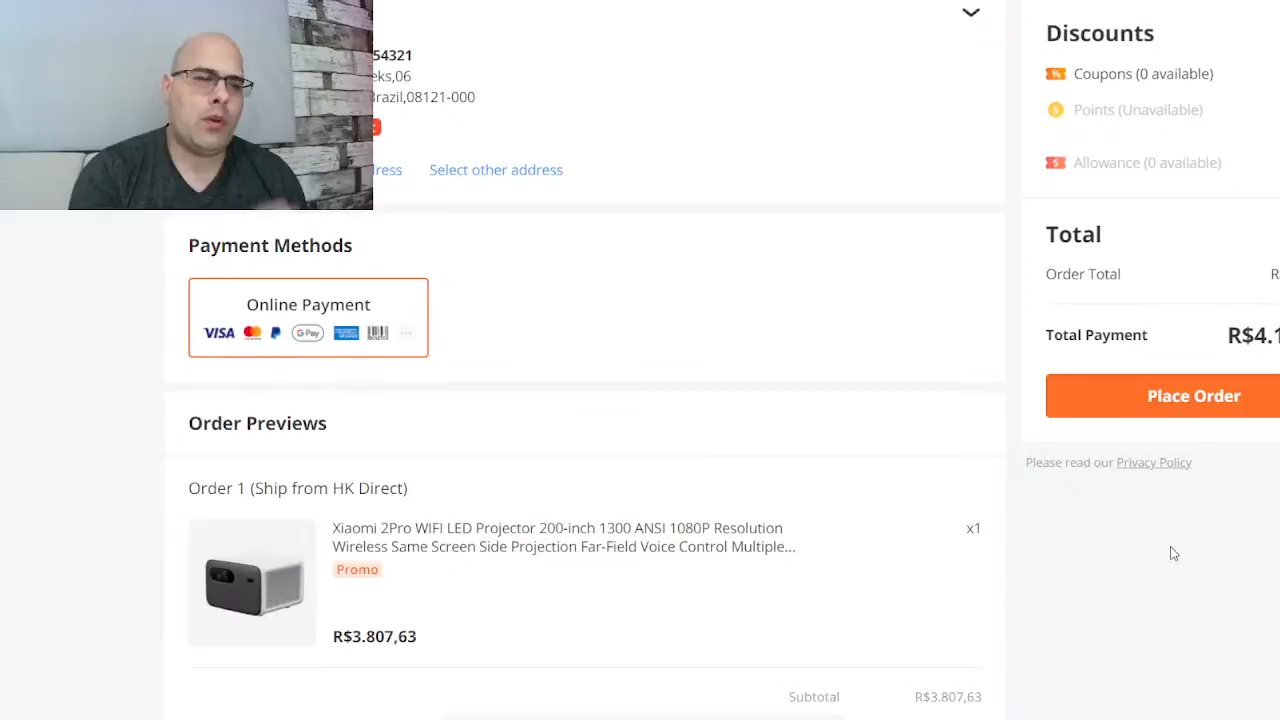 54321
eks,06
Brazil,08121-000
Select other address
Payment Methods
Online Payment
VISA
G Pay
Order Previews
Order 1 (Ship from HK Direct)
Xiaomi 2Pro WIFI LED Projector 200-inch 1300 ANSI 1080P Resolution
Wireless Same Screen Side Projection Far-Field Voice Control Multiple...
x1
Promo
R$3.807,63
Subtotal
R$3.807,63
Discounts
Coupons (0 available)
Points (Unavailable)
Allowance (0 available)
Total
Order Total
R$4.1
Total Payment
Place Order
Please read our Privacy Policy